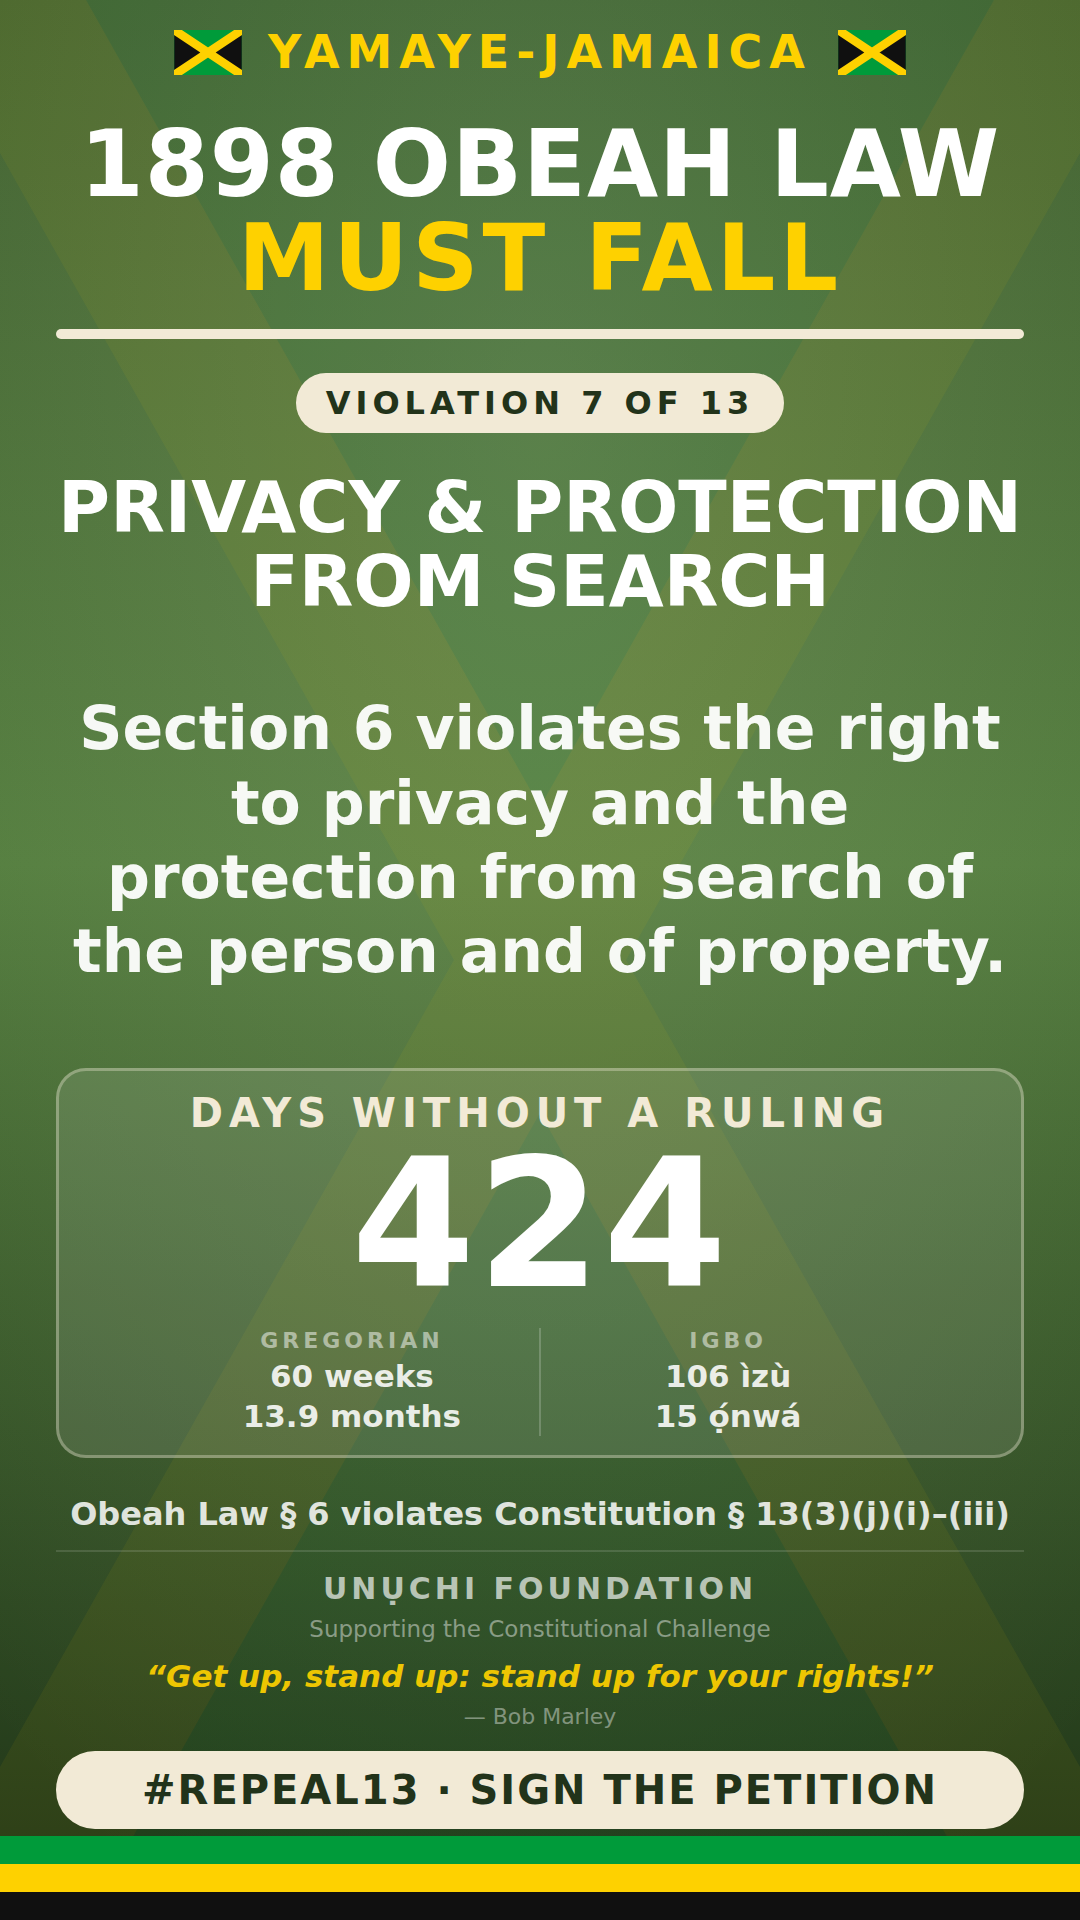 YAMAYE-JAMAICA
1898 OBEAH LAW
MUST FALL
VIOLATION 7 OF 13
PRIVACY & PROTECTION
FROM SEARCH
Section 6 violates the right
to privacy and the
protection from search of
the person and of property.
DAYS WITHOUT A RULING
424
GREGORIAN
60 weeks
13.9 months
IGBO
106 ìzù
15 ọ́nwá
Obeah Law § 6 violates Constitution § 13(3)(j)(i)–(iii)
UNỤCHI FOUNDATION
Supporting the Constitutional Challenge
“Get up, stand up: stand up for your rights!”
— Bob Marley
#REPEAL13 · SIGN THE PETITION